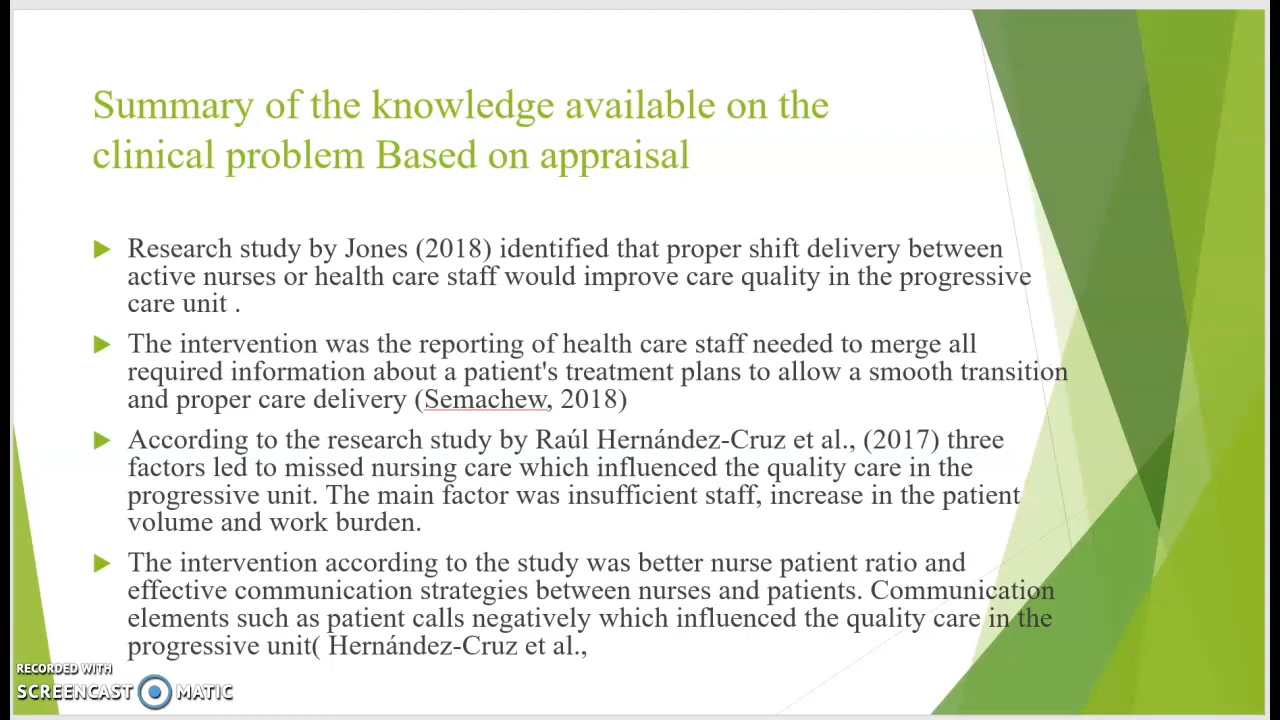 Summary of the knowledge available on the
clinical problem Based on appraisal
Research study by Jones (2018) identified that proper shift delivery between
active nurses or health care staff would improve care quality in the progressive
care unit .
The intervention was the reporting of health care staff needed to merge all
required information about a patient's treatment plans to allow a smooth transition
and proper care delivery (Semachew, 2018)
According to the research study by Raúl Hernández-Cruz et al., (2017) three
factors led to missed nursing care which influenced the quality care in the
progressive unit. The main factor was insufficient staff, increase in the patient
volume and work burden.
The intervention according to the study was better nurse patient ratio and
effective communication strategies between nurses and patients. Communication
elements such as patient calls negatively which influenced the quality care in the
progressive unit( Hernández-Cruz et al.,
RECORDED WITH
SCREENCAST MATIC